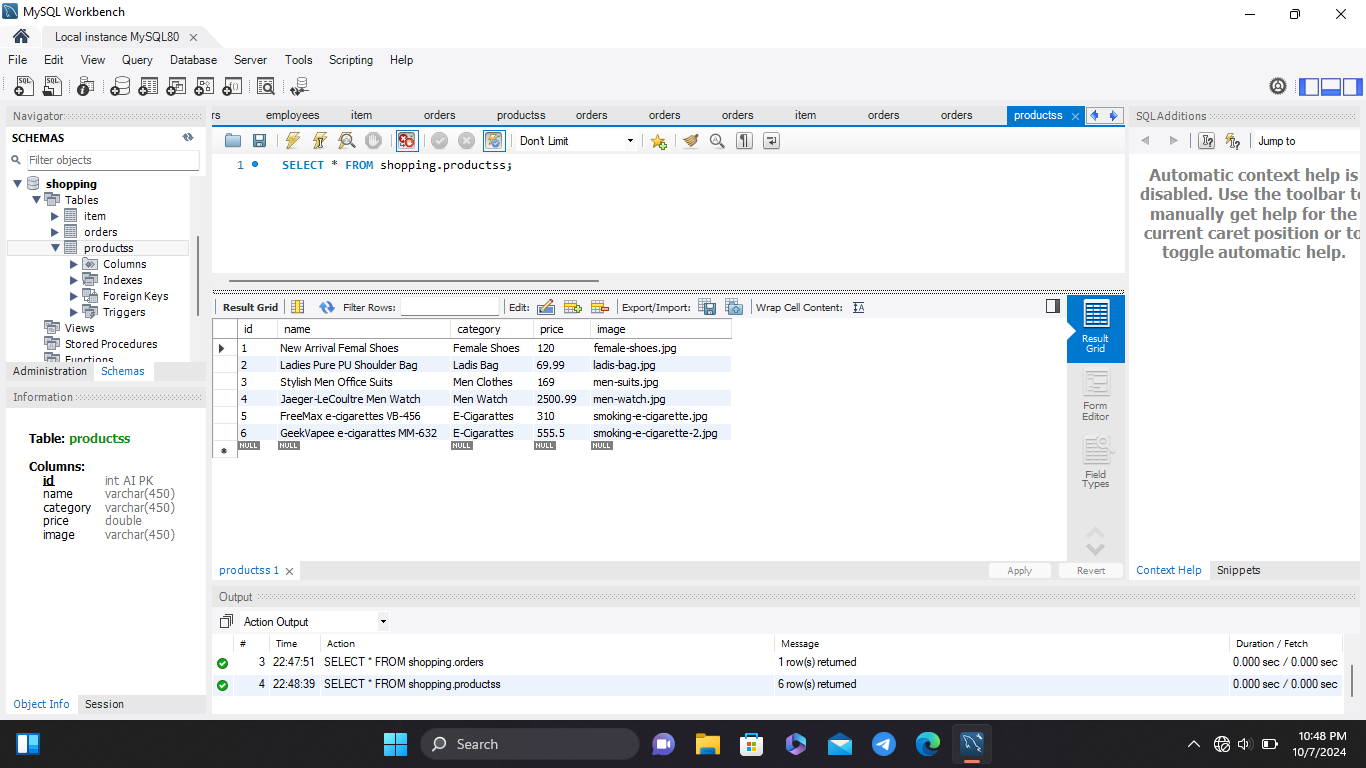 MySQL Workbench
Local instance MySQL80
File Edit View Query Database Server Tools Scripting Help
Navigator
SCHEMAS
Filter objects
shopping
Tables
item
orders
productss
Columns
Indexes
Foreign Keys
Triggers
Views
Stored Procedures
Functions
Administration Schemas
Information
Table: productss
Columns:
id int AI PK
name varchar(450)
category varchar(450)
price double
image varchar(450)
Object Info Session
rs employees item orders productss orders orders orders item orders orders productss
Don't Limit
1 SELECT * FROM shopping.productss;
Result Grid Filter Rows: Edit: Export/Import: Wrap Cell Content:
id name category price image
1 New Arrival Femal Shoes Female Shoes 120 female-shoes.jpg
2 Ladies Pure PU Shoulder Bag Ladis Bag 69.99 ladis-bag.jpg
3 Stylish Men Office Suits Men Clothes 169 men-suits.jpg
4 Jaeger-LeCoultre Men Watch Men Watch 2500.99 men-watch.jpg
5 FreeMax e-cigarettes VB-456 E-Cigarattes 310 smoking-e-cigarette.jpg
6 GeekVapee e-cigarattes MM-632 E-Cigarattes 555.5 smoking-e-cigarette-2.jpg
NULL NULL NULL NULL NULL
Result
Grid
Form
Editor
Field
Types
productss 1 Apply Revert
SQLAdditions
Jump to
Automatic context help is
disabled. Use the toolbar to
manually get help for the
current caret position or to
toggle automatic help.
Context Help Snippets
Output
Action Output
# Time Action Message Duration / Fetch
3 22:47:51 SELECT * FROM shopping.orders 1 row(s) returned 0.000 sec / 0.000 sec
4 22:48:39 SELECT * FROM shopping.productss 6 row(s) returned 0.000 sec / 0.000 sec
Search
10:48 PM
10/7/2024